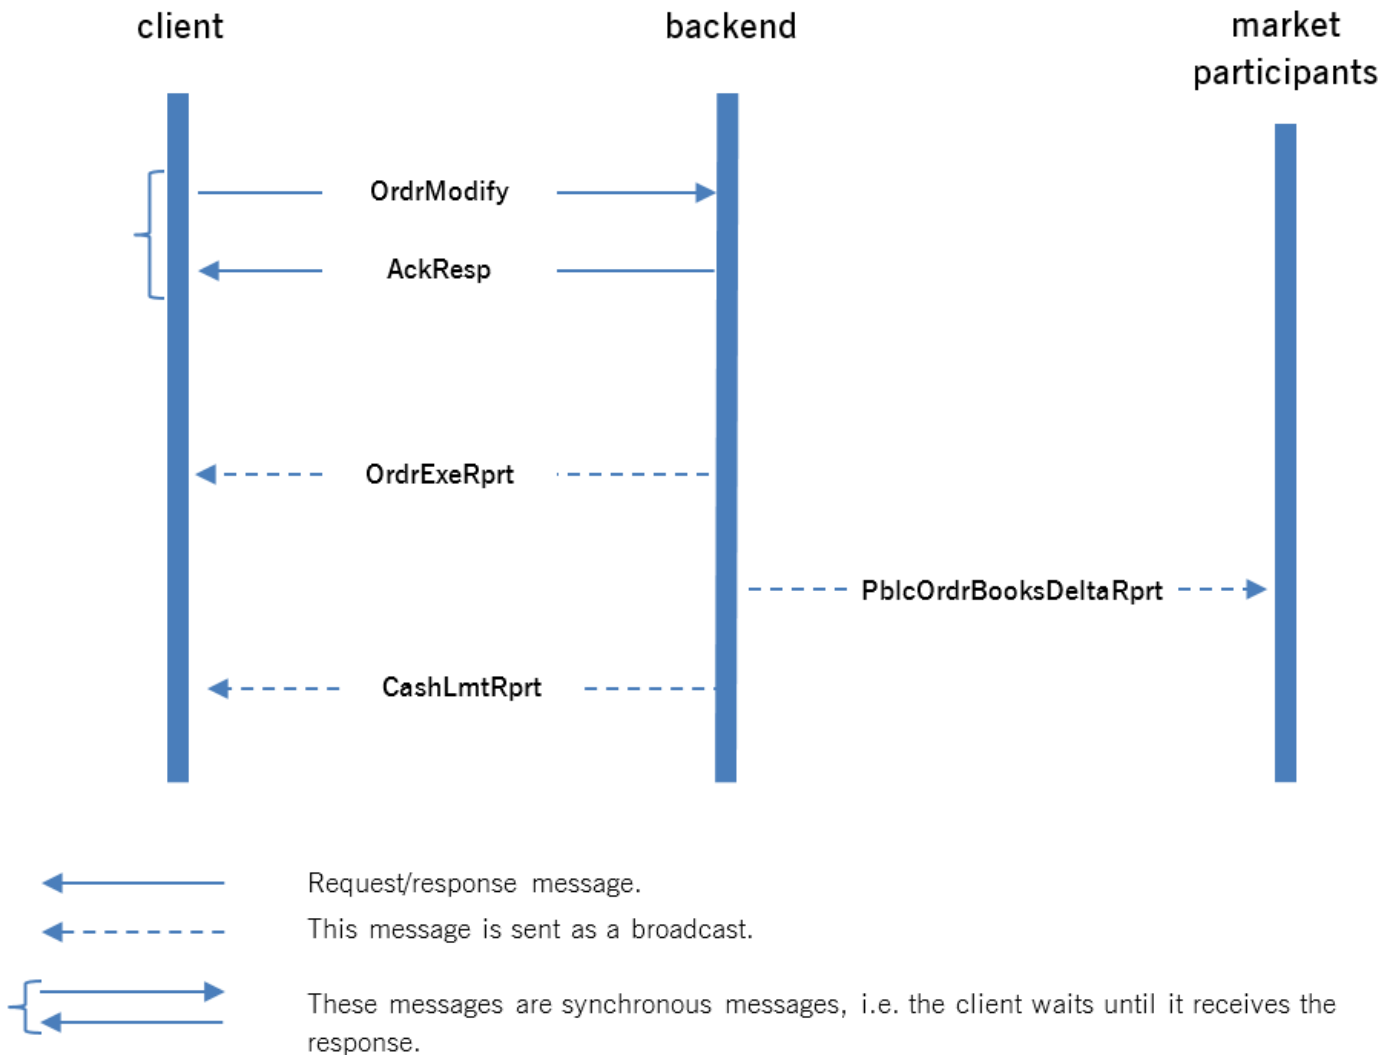 client
backend
market
participants
OrdrModify
AckResp
OrdrExeRprt
PblcOrdrBooksDeltaRprt
CashLmtRprt
Request/response message.
This message is sent as a broadcast.
These messages are synchronous messages, i.e. the client waits until it receives the
response.